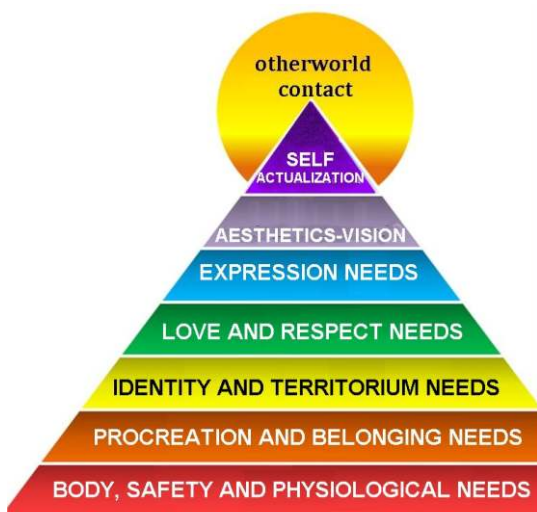 otherworld
contact
SELF
ACTUALIZATION
AESTHETICS-VISION
EXPRESSION NEEDS
LOVE AND RESPECT NEEDS
IDENTITY AND TERRITORIUM NEEDS
PROCREATION AND BELONGING NEEDS
BODY, SAFETY AND PHYSIOLOGICAL NEEDS